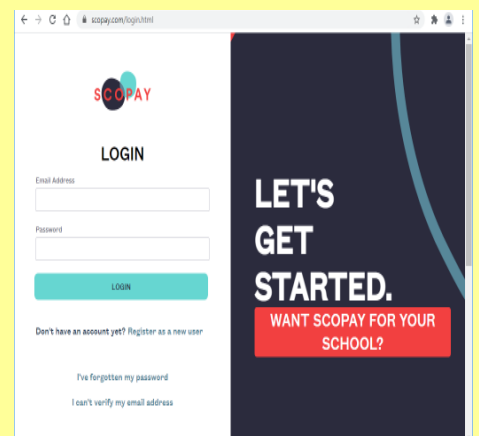 scopay.com/login.html
SCOPAY
LOGIN
Email Address
Password
LOGIN
Don't have an account yet? Register as a new user
I've forgotten my password
I can't verify my email address
LET'S
GET
STARTED.
WANT SCOPAY FOR YOUR
SCHOOL?